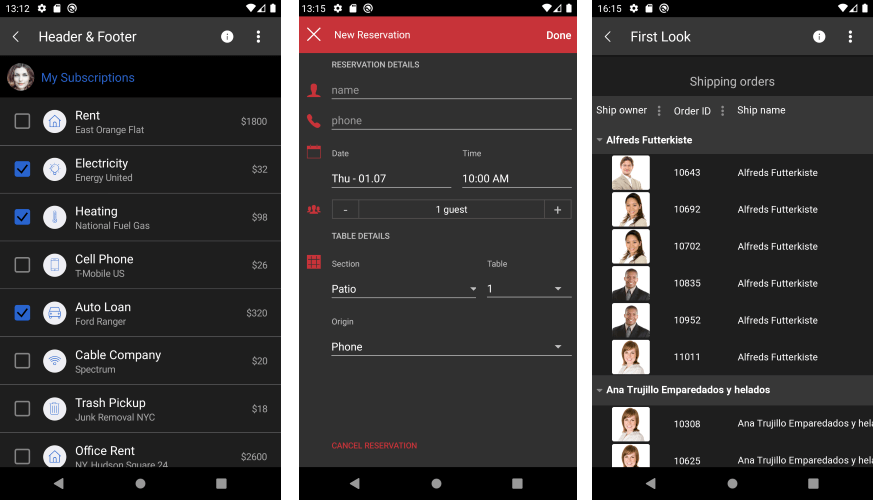 13:12
Header & Footer
My Subscriptions
Rent
East Orange Flat
$1800
Electricity
Energy United
$32
Heating
National Fuel Gas
$98
Cell Phone
T-Mobile US
$26
Auto Loan
Ford Ranger
$320
Cable Company
Spectrum
$20
Trash Pickup
Junk Removal NYC
$18
Office Rent
NY, Hudson Square 24
$2600
13:15
New Reservation
Done
RESERVATION DETAILS
name
phone
Date
Time
Thu - 01.07
10:00 AM
- 1 guest +
TABLE DETAILS
Section
Table
Patio
1
Origin
Phone
CANCEL RESERVATION
16:15
First Look
Shipping orders
Ship owner Order ID Ship name
Alfreds Futterkiste
10643 Alfreds Futterkiste
10692 Alfreds Futterkiste
10702 Alfreds Futterkiste
10835 Alfreds Futterkiste
10952 Alfreds Futterkiste
11011 Alfreds Futterkiste
Ana Trujillo Emparedados y helados
10308 Ana Trujillo Emparedados y hela
10625 Ana Trujillo Emparedados y hela